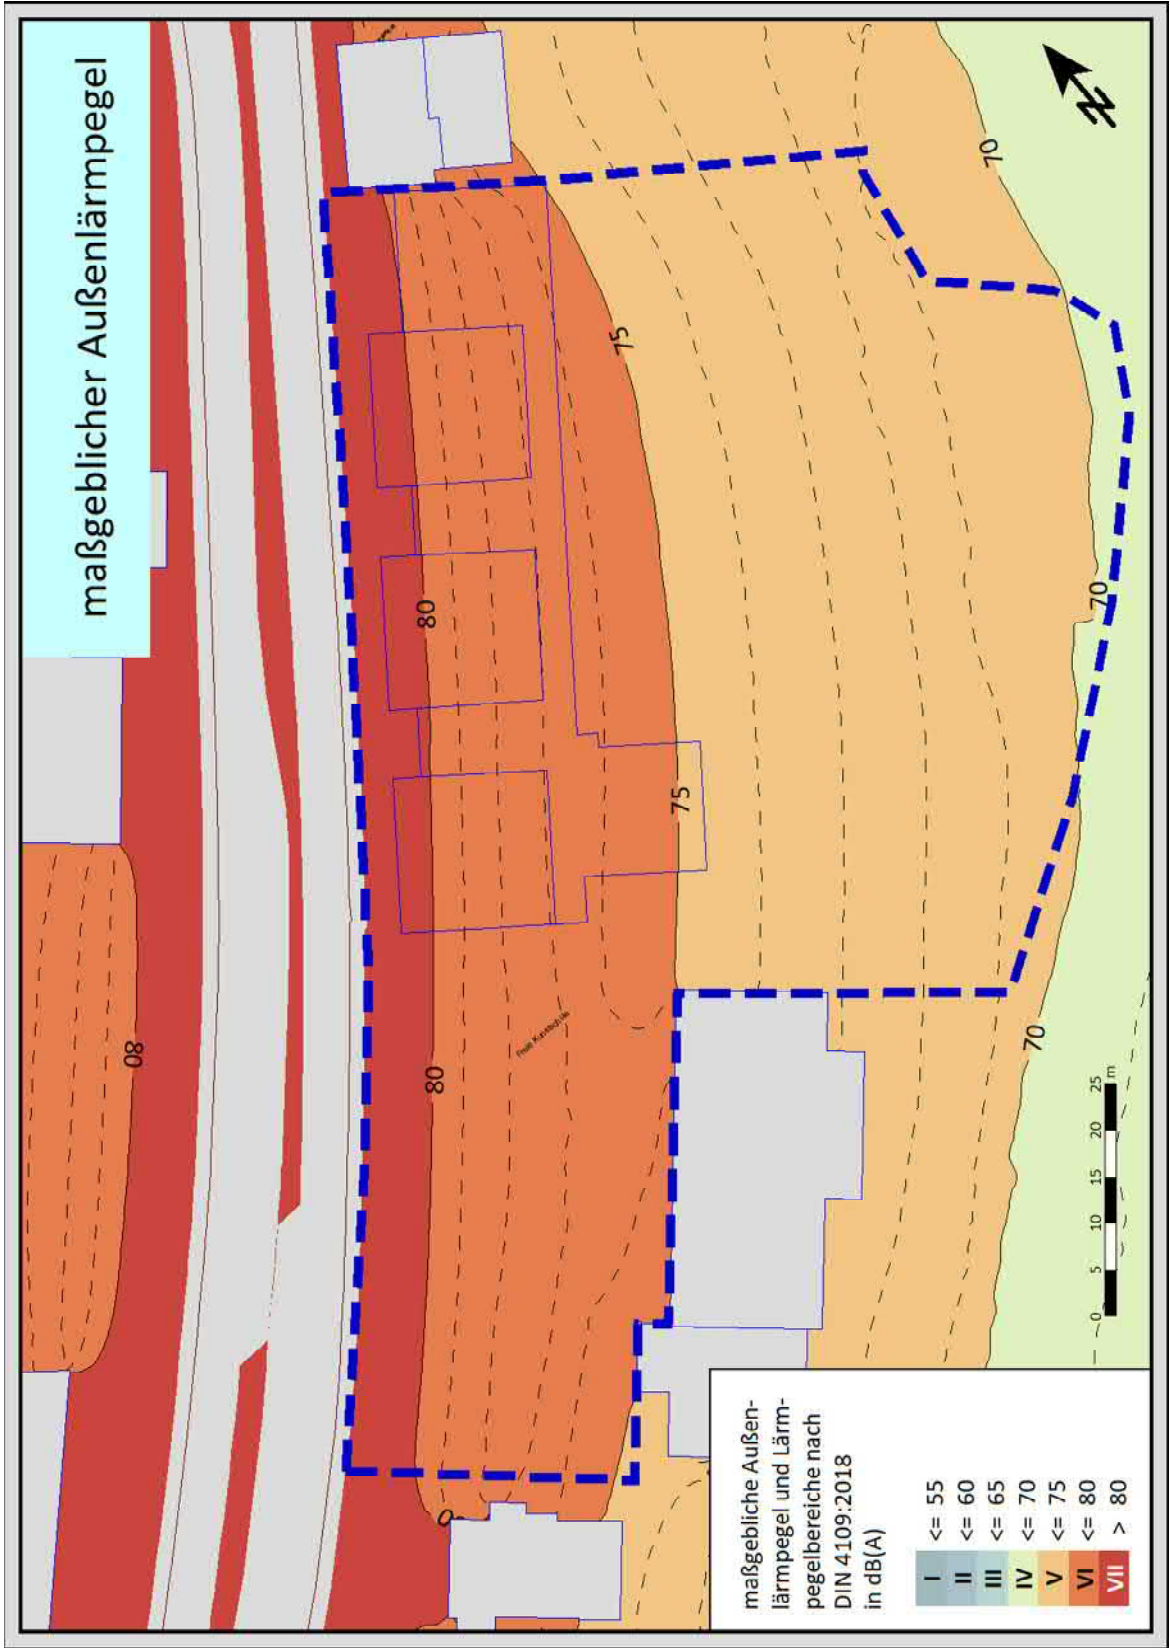 maßgeblicher Außenlärmpegel
N
70
75
80
75
70
80
80
70
0 5 10 15 20 25 m
maßgebliche Außen-
lärmpegel und Lärm-
pegelbereiche nach
DIN 4109:2018
in dB(A)
I <= 55
II <= 60
III <= 65
IV <= 70
V <= 75
VI <= 80
VII > 80